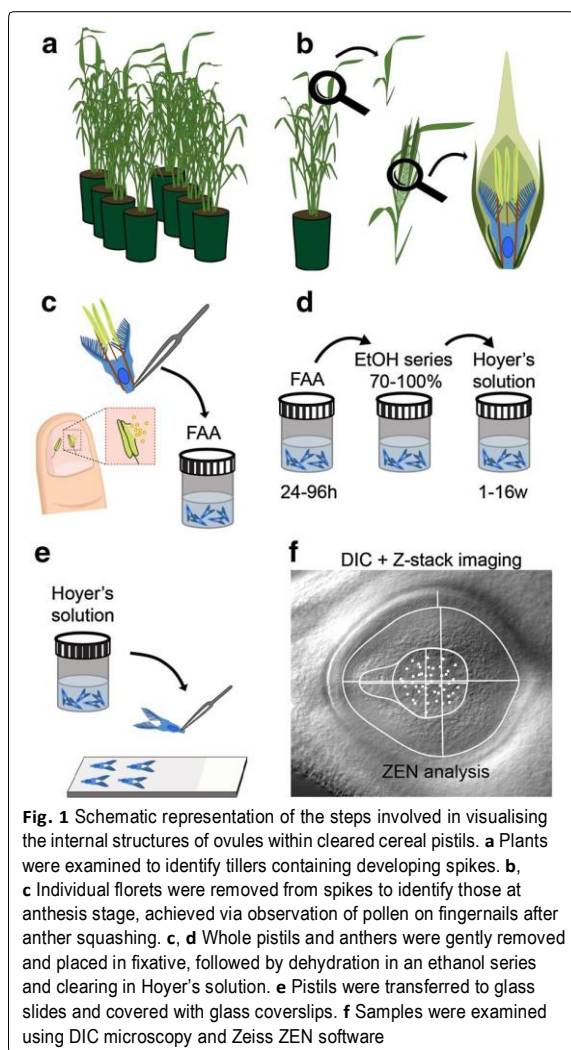 a
b
c
d
FAA
EtOH series
70-100%
Hoyer's
solution
FAA
24-96h
1-16w
e
f
DIC + Z-stack imaging
Hoyer's
solution
ZEN analysis
Fig. 1 Schematic representation of the steps involved in visualising
the internal structures of ovules within cleared cereal pistils. a Plants
were examined to identify tillers containing developing spikes. b,
c Individual florets were removed from spikes to identify those at
anthesis stage, achieved via observation of pollen on fingernails after
anther squashing. c, d Whole pistils and anthers were gently removed
and placed in fixative, followed by dehydration in an ethanol series
and clearing in Hoyer's solution. e Pistils were transferred to glass
slides and covered with glass coverslips. f Samples were examined
using DIC microscopy and Zeiss ZEN software